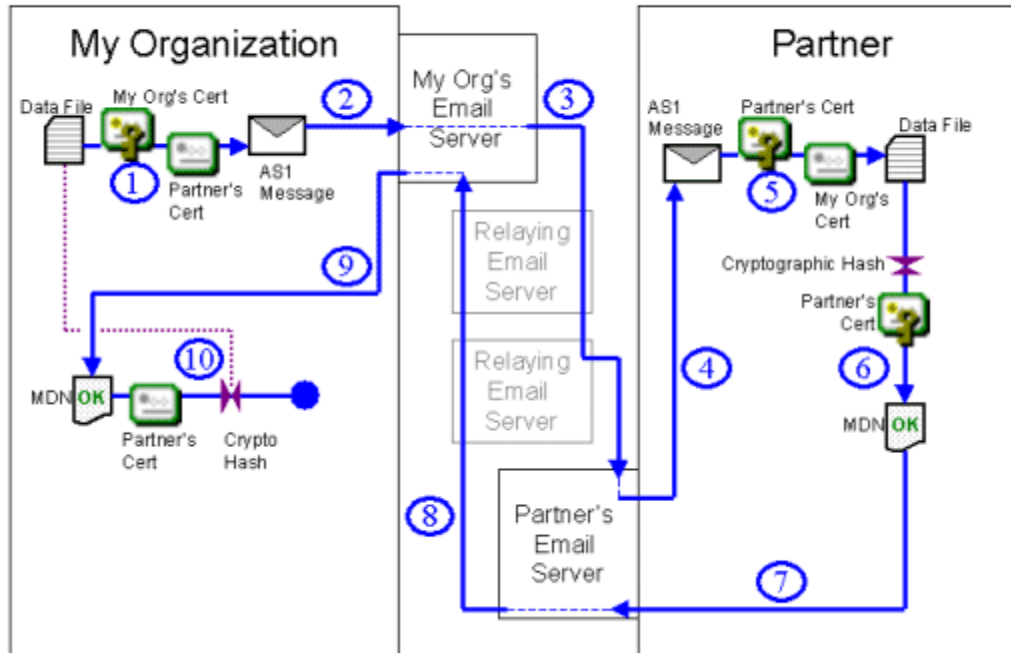 My Organization
Partner
My Org's
Email
Server
Data File
My Org's Cert
2
3
1
Partner's
Cert
AS1
Message
AS1
Message
Partner's Cert
Data File
5
My Org's
Cert
Relaying
Email
Server
9
Cryptographic Hash
Partner's
Cert
Relaying
Email
Server
10
4
6
MDN
OK
Partner's
Cert
Crypto
Hash
MDN
OK
8
Partner's
Email
Server
7